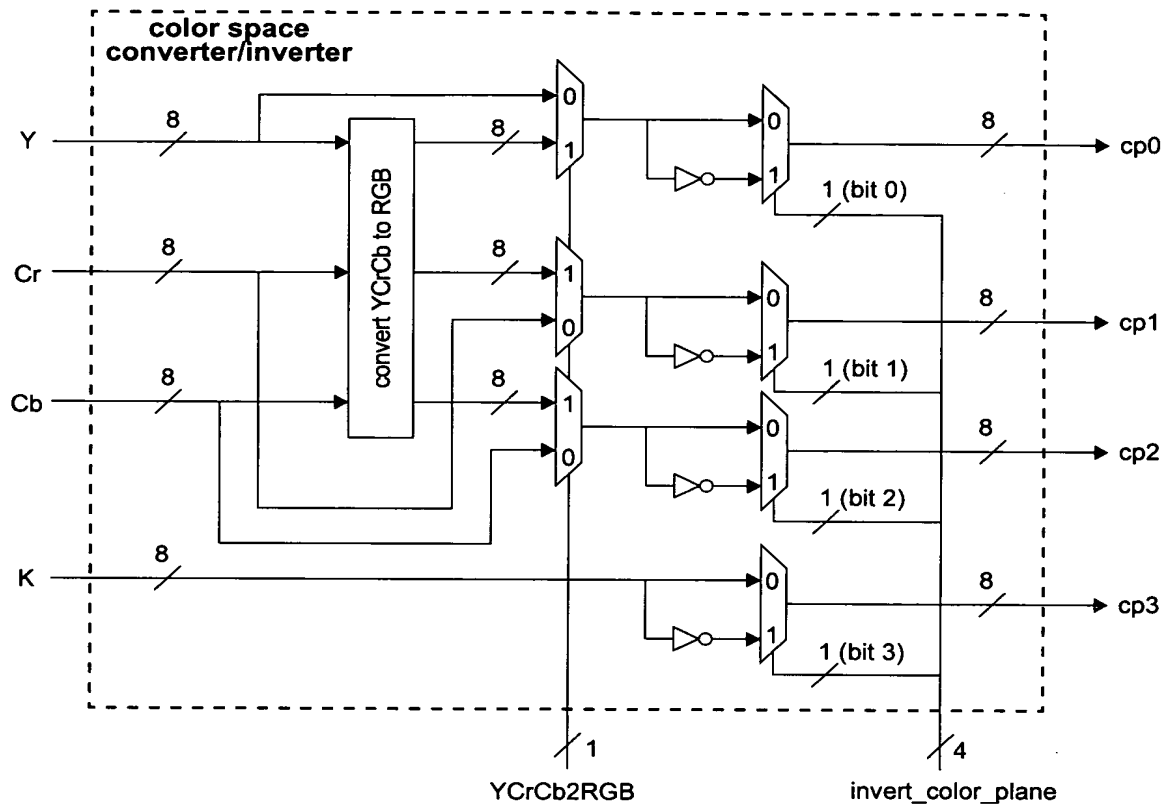 color space
converter/inverter
Y
8
0
8
1
0
1
8
cp0
1 (bit 0)
convert YCrCb to RGB
Cr
8
8
1
0
0
1
8
cp1
1 (bit 1)
Cb
8
8
1
0
0
1
8
cp2
1 (bit 2)
K
8
0
1
8
cp3
1 (bit 3)
1
4
YCrCb2RGB
invert_color_plane